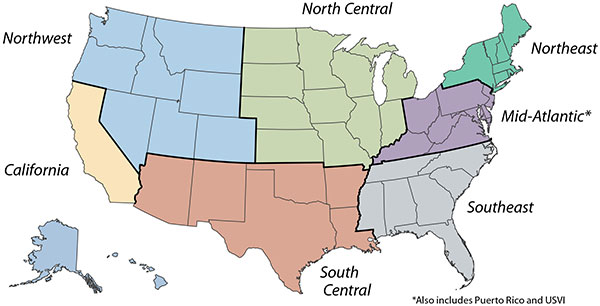 North Central
Northwest
Northeast
Mid-Atlantic*
California
Southeast
South
Central
*Also includes Puerto Rico and USVI